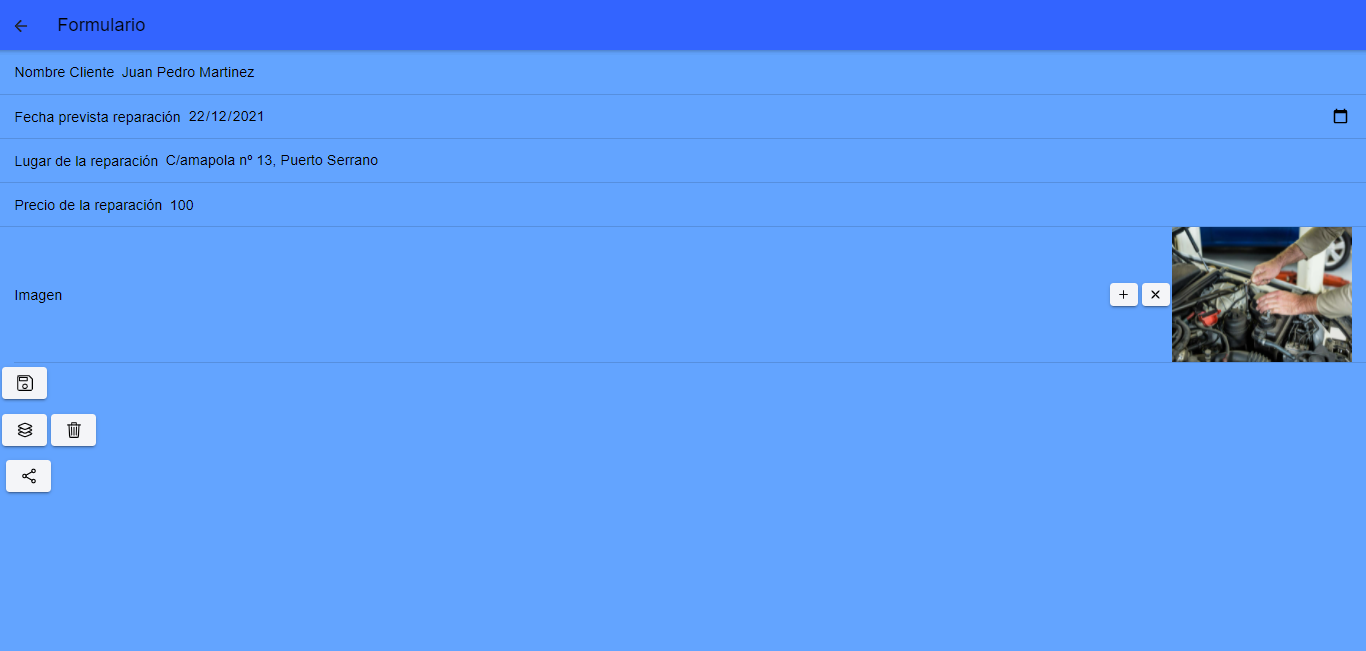 Formulario
Nombre Cliente Juan Pedro Martinez
Fecha prevista reparación 22/12/2021
Lugar de la reparación C/amapola nº 13, Puerto Serrano
Precio de la reparación 100
Imagen